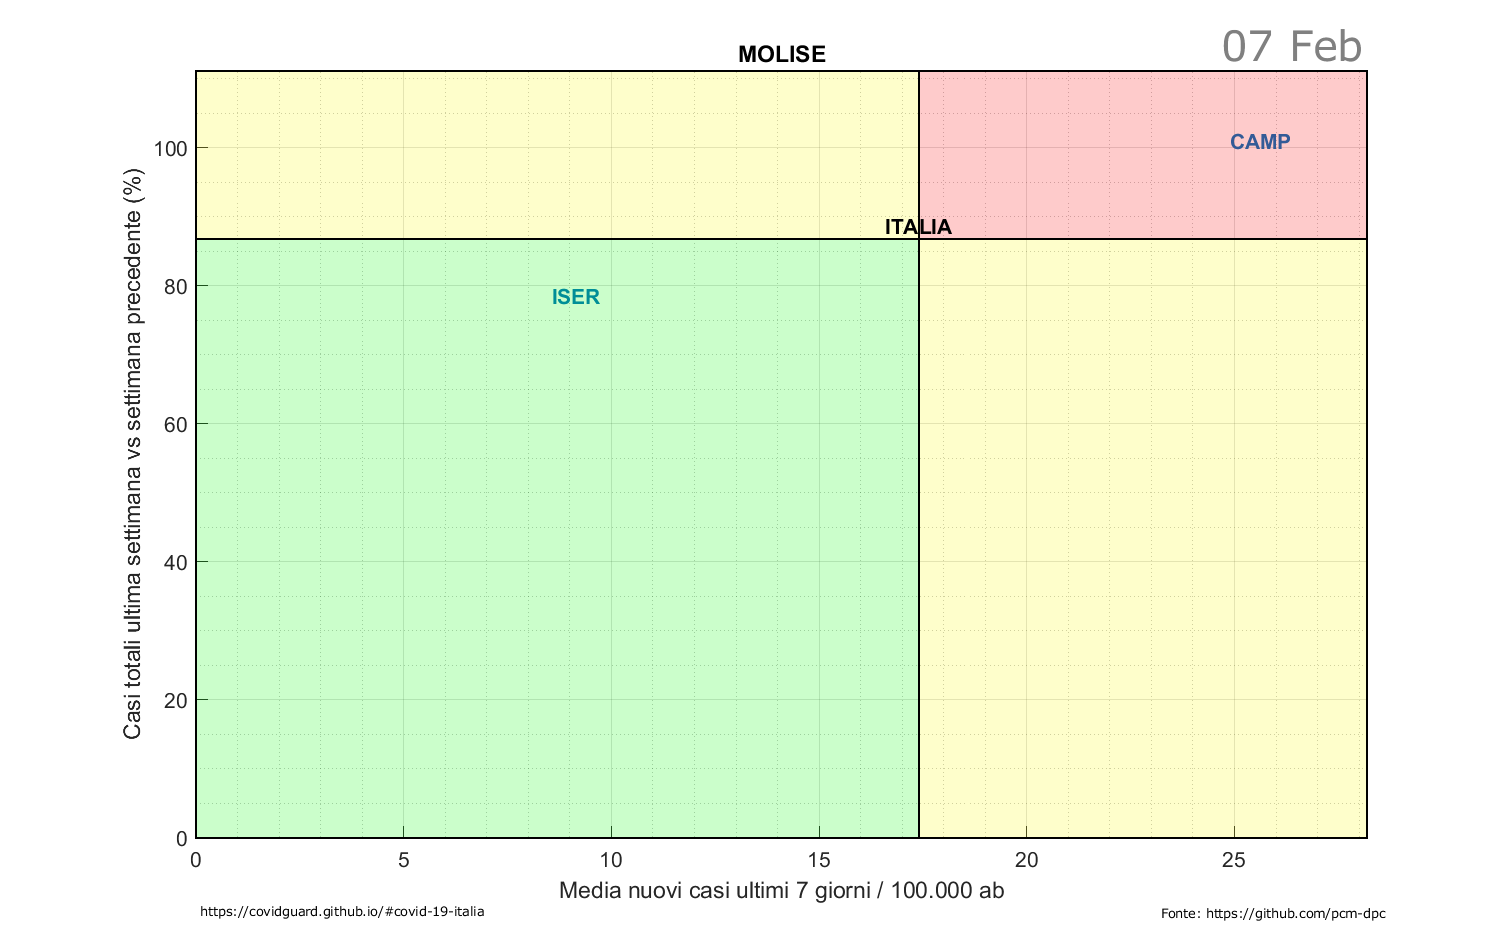 MOLISE
07 Feb
Casi totali ultima settimana vs settimana precedente (%)
100
80
60
40
20
0
CAMP
ITALIA
ISER
0 5 10 15 20 25
Media nuovi casi ultimi 7 giorni / 100.000 ab
https://covidguard.github.io/#covid-19-italia
Fonte: https://github.com/pcm-dpc